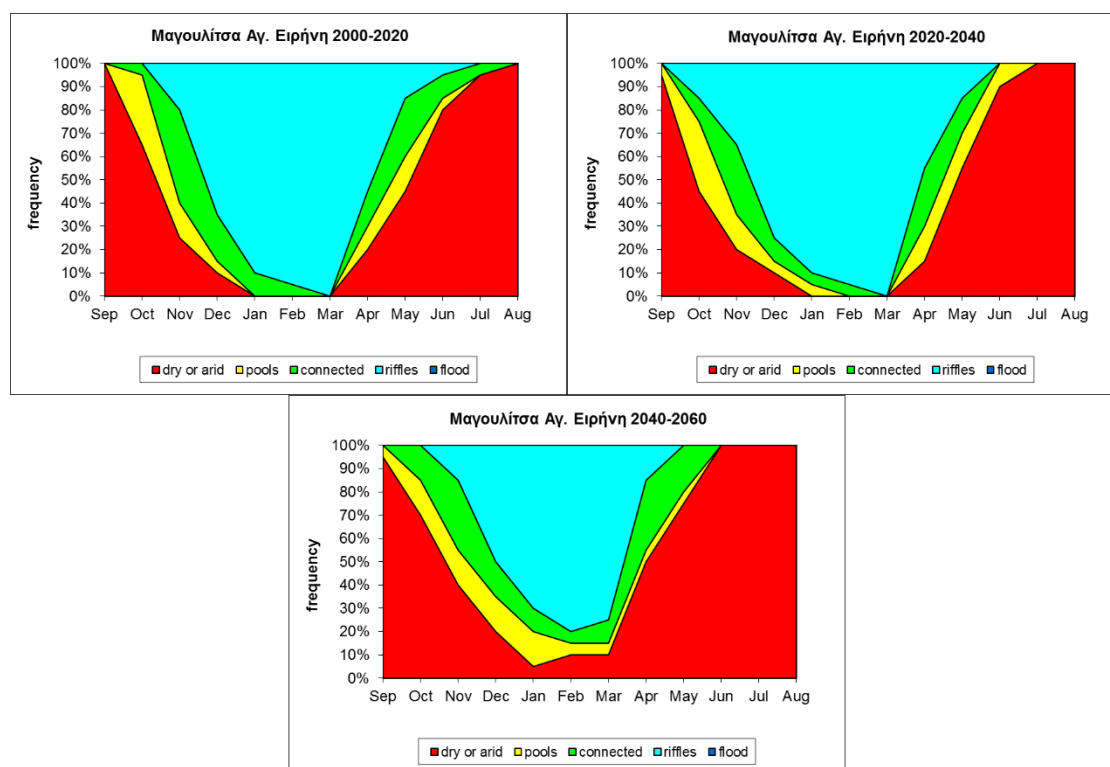 Μαγουλίτσα Αγ. Ειρήνη 2000-2020
frequency
100%
90%
80%
70%
60%
50%
40%
30%
20%
10%
0%
Sep Oct Nov Dec Jan Feb Mar Apr May Jun Jul Aug
dry or arid pools connected riffles flood
Μαγουλίτσα Αγ. Ειρήνη 2020-2040
frequency
100%
90%
80%
70%
60%
50%
40%
30%
20%
10%
0%
Sep Oct Nov Dec Jan Feb Mar Apr May Jun Jul Aug
dry or arid pools connected riffles flood
Μαγουλίτσα Αγ. Ειρήνη 2040-2060
frequency
100%
90%
80%
70%
60%
50%
40%
30%
20%
10%
0%
Sep Oct Nov Dec Jan Feb Mar Apr May Jun Jul Aug
dry or arid pools connected riffles flood